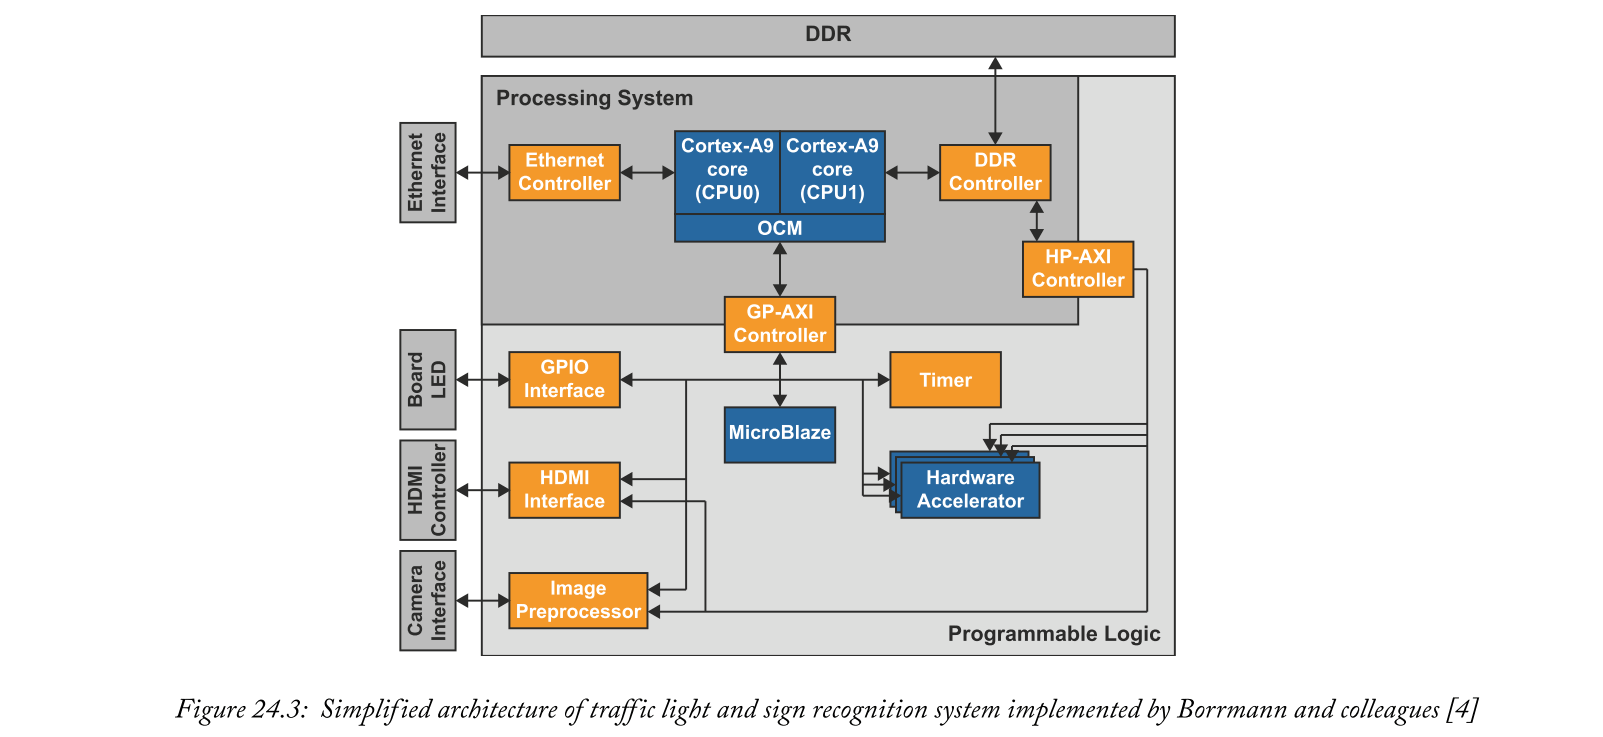 DDR
Processing System
Ethernet
Interface
Ethernet
Controller
Cortex-A9
core
(CPU0)
Cortex-A9
core
(CPU1)
OCM
DDR
Controller
HP-AXI
Controller
GP-AXI
Controller
Board
LED
GPIO
Interface
Timer
MicroBlaze
HDMI
Controller
HDMI
Interface
Hardware
Accelerator
Camera
Interface
Image
Preprocessor
Programmable Logic
Figure 24.3: Simplified architecture of traffic light and sign recognition system implemented by Borrmann and colleagues [4]